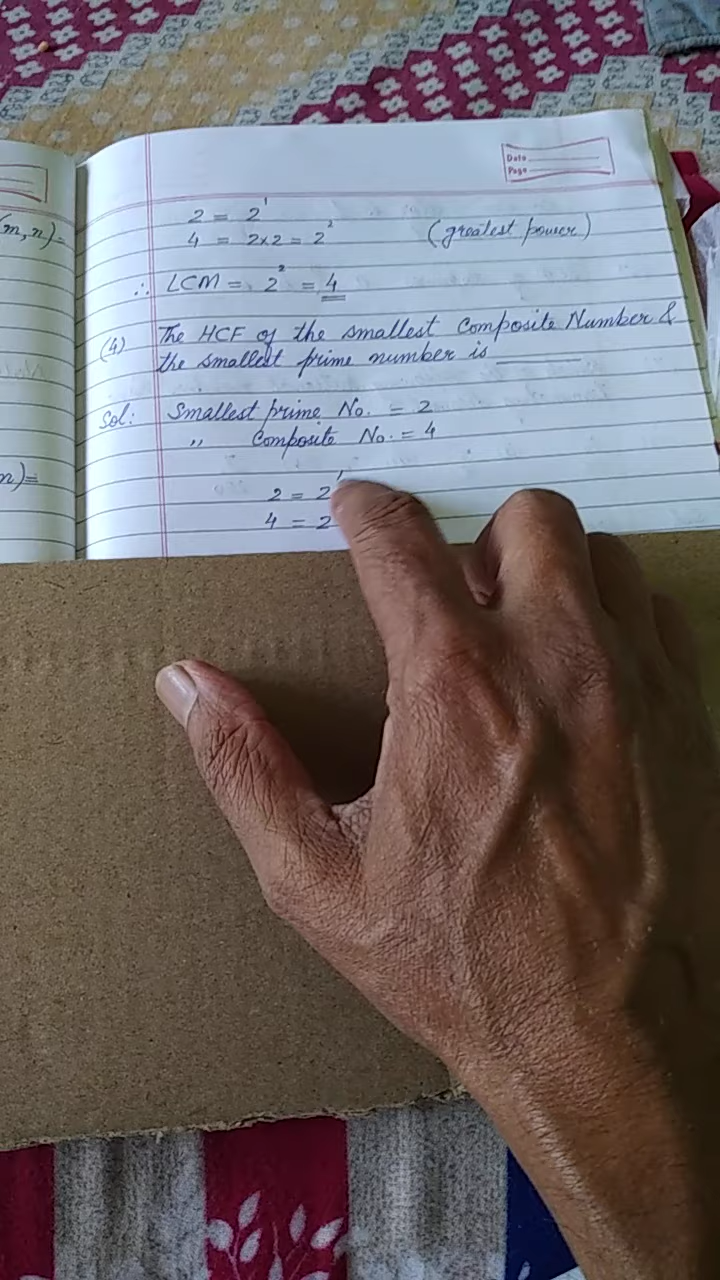 Date
Page
(m,n)=
n)=
2 = 2¹
4 = 2×2 = 2² (greatest power)
∴ LCM = 2² = 4
(4) The HCF of the smallest Composite Number &
the smallest prime number is ______
Sol: Smallest prime No. = 2
,, Composite No. = 4
2 = 2¹
4 = 2